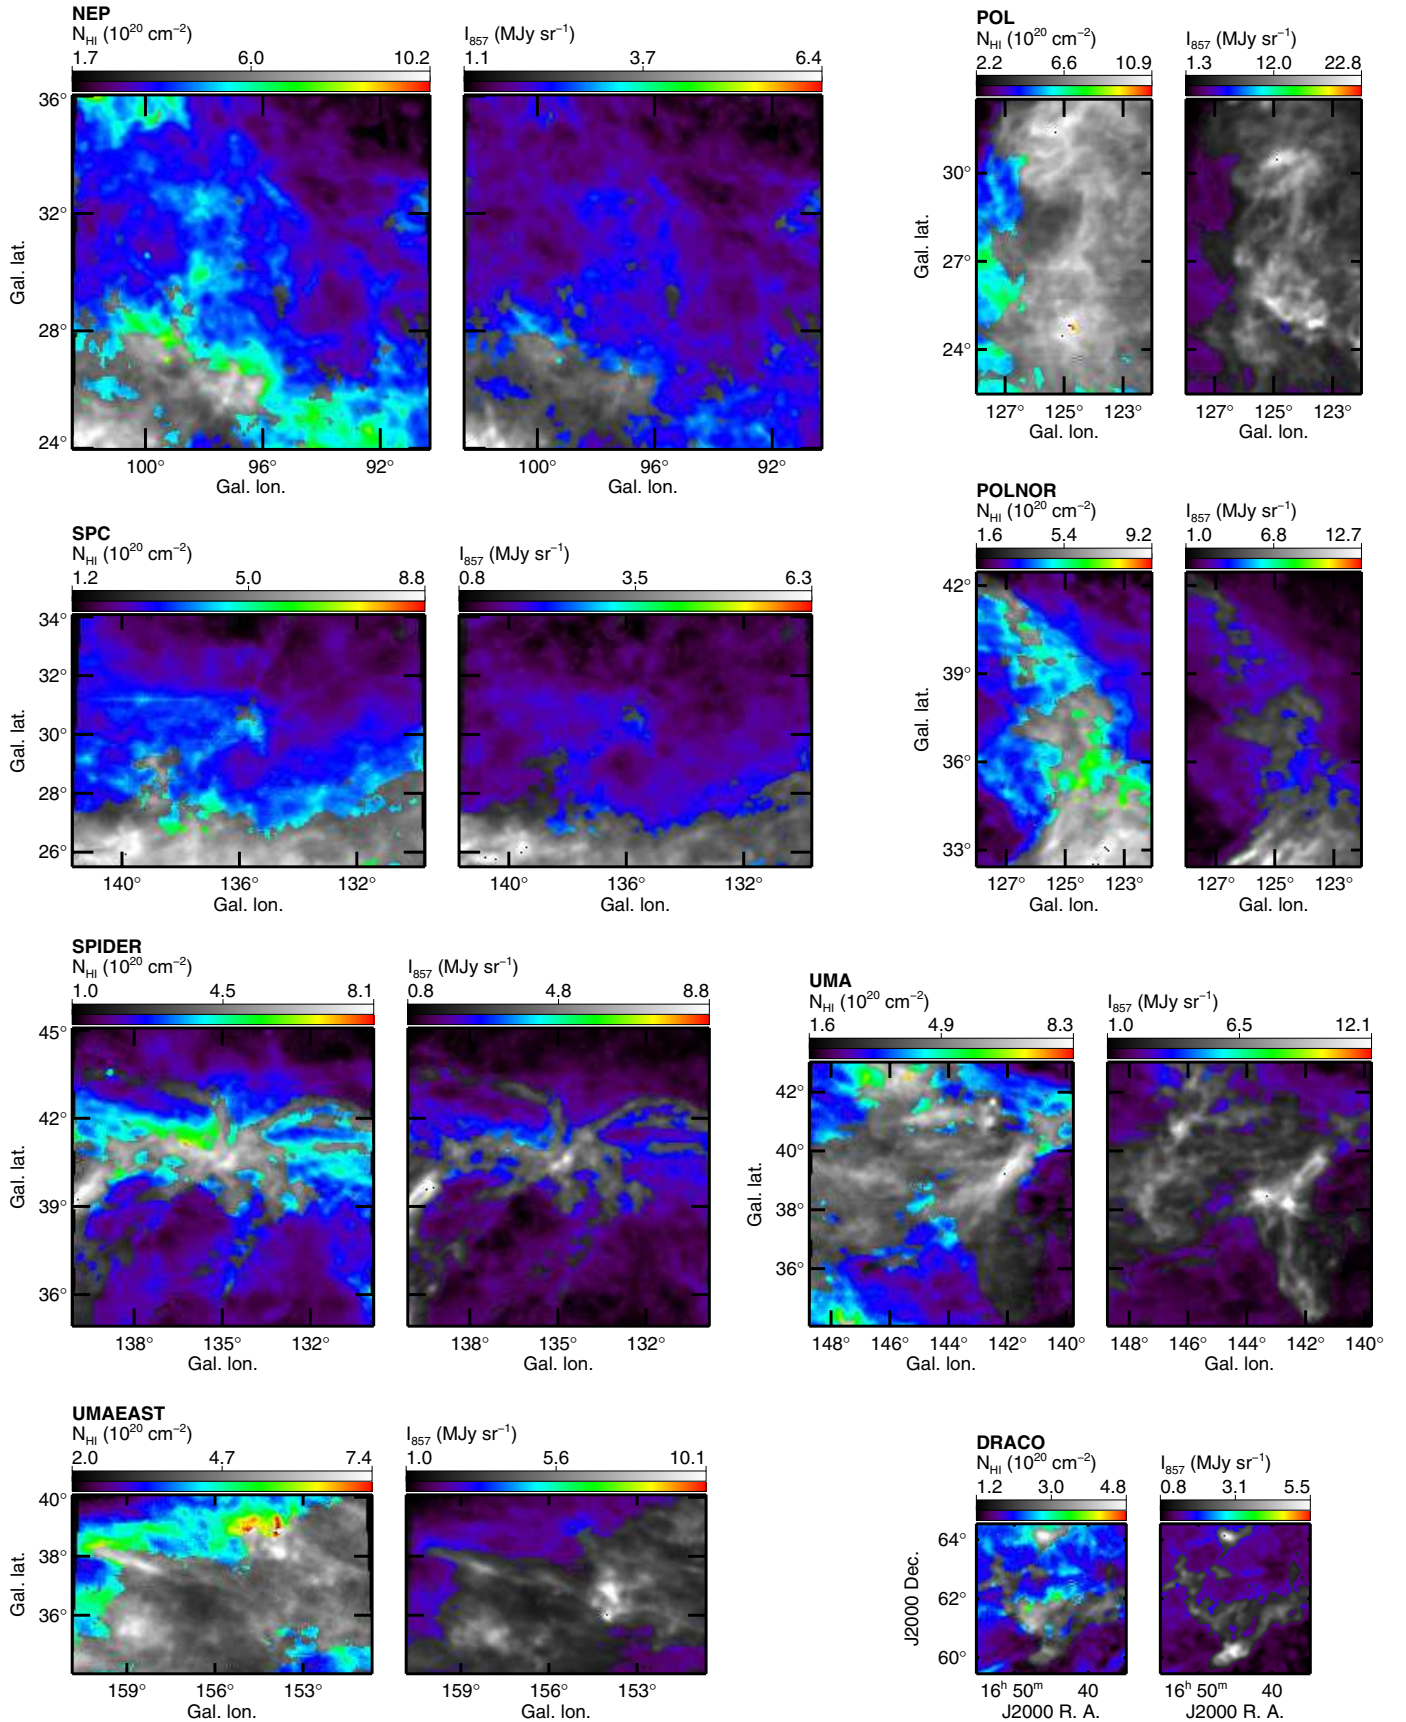 NEP
N_HI (10^20 cm^−2)
1.7 6.0 10.2
I_857 (MJy sr^−1)
1.1 3.7 6.4
36°
32°
28°
24°
Gal. lat.
100° 96° 92°
Gal. lon.
100° 96° 92°
Gal. lon.
POL
N_HI (10^20 cm^−2)
2.2 6.6 10.9
I_857 (MJy sr^−1)
1.3 12.0 22.8
30°
27°
24°
Gal. lat.
127° 125° 123°
Gal. lon.
127° 125° 123°
Gal. lon.
SPC
N_HI (10^20 cm^−2)
1.2 5.0 8.8
I_857 (MJy sr^−1)
0.8 3.5 6.3
34°
32°
30°
28°
26°
Gal. lat.
140° 136° 132°
Gal. lon.
140° 136° 132°
Gal. lon.
POLNOR
N_HI (10^20 cm^−2)
1.6 5.4 9.2
I_857 (MJy sr^−1)
1.0 6.8 12.7
42°
39°
36°
33°
Gal. lat.
127° 125° 123°
Gal. lon.
127° 125° 123°
Gal. lon.
SPIDER
N_HI (10^20 cm^−2)
1.0 4.5 8.1
I_857 (MJy sr^−1)
0.8 4.8 8.8
45°
42°
39°
36°
Gal. lat.
138° 135° 132°
Gal. lon.
138° 135° 132°
Gal. lon.
UMA
N_HI (10^20 cm^−2)
1.6 4.9 8.3
I_857 (MJy sr^−1)
1.0 6.5 12.1
42°
40°
38°
36°
Gal. lat.
148° 146° 144° 142° 140°
Gal. lon.
148° 146° 144° 142° 140°
Gal. lon.
UMAEAST
N_HI (10^20 cm^−2)
2.0 4.7 7.4
I_857 (MJy sr^−1)
1.0 5.6 10.1
40°
38°
36°
Gal. lat.
159° 156° 153°
Gal. lon.
159° 156° 153°
Gal. lon.
DRACO
N_HI (10^20 cm^−2)
1.2 3.0 4.8
I_857 (MJy sr^−1)
0.8 3.1 5.5
64°
62°
60°
J2000 Dec.
16^h 50^m 40
J2000 R. A.
16^h 50^m 40
J2000 R. A.